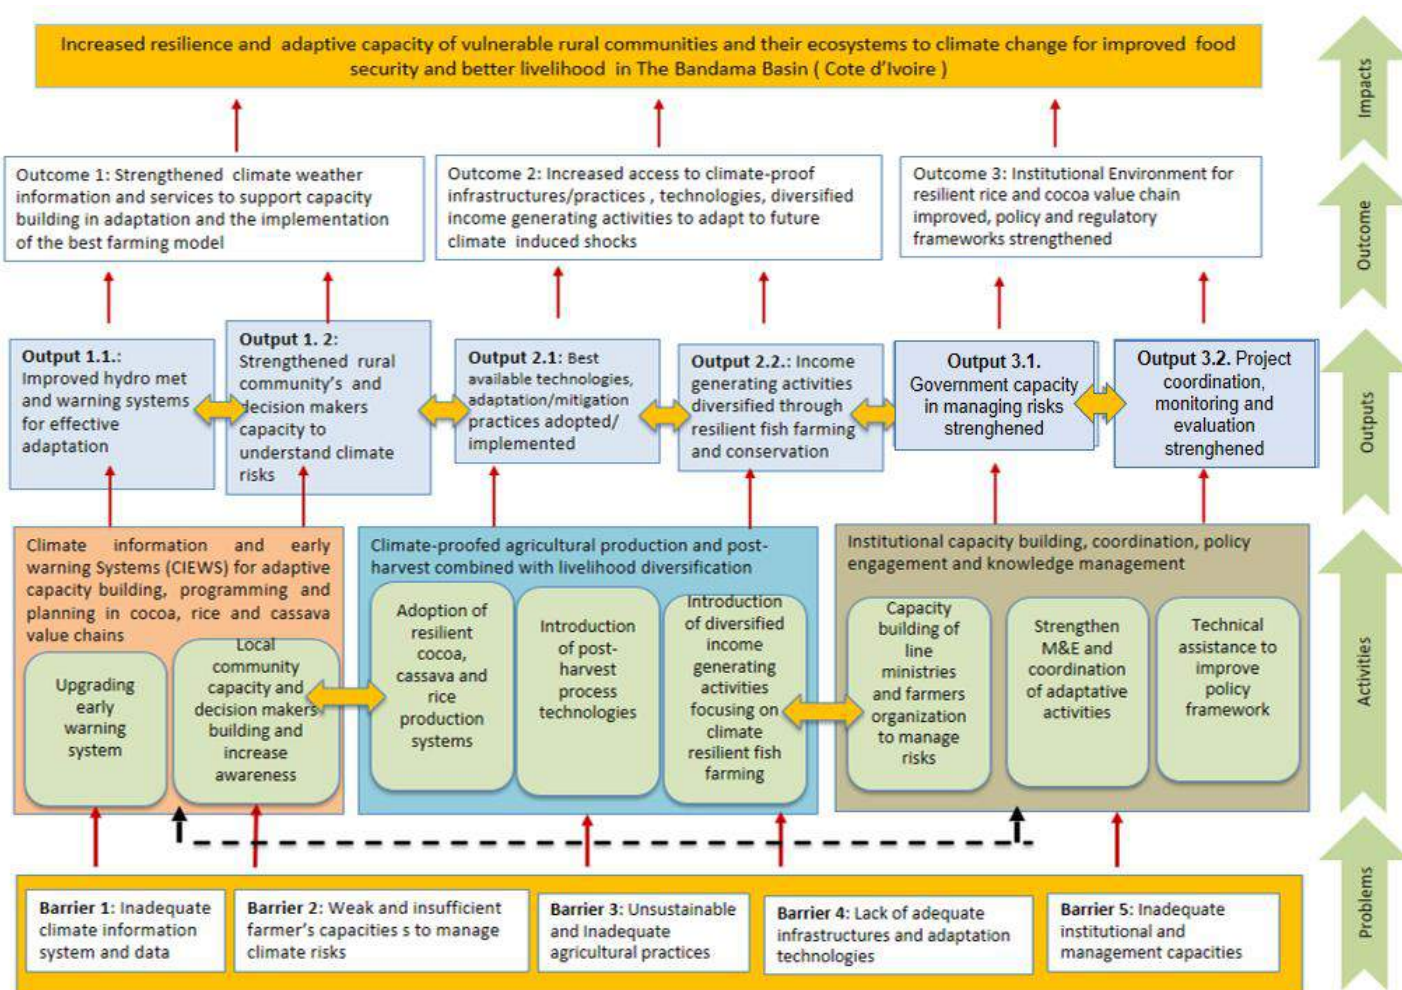 Increased resilience and adaptive capacity of vulnerable rural communities and their ecosystems to climate change for improved food
security and better livelihood in The Bandama Basin ( Cote d'Ivoire )
Impacts
Outcome 1: Strengthened climate weather
information and services to support capacity
building in adaptation and the implementation
of the best farming model
Outcome 2: Increased access to climate-proof
infrastructures/practices , technologies, diversified
income generating activities to adapt to future
climate induced shocks
Outcome 3: Institutional Environment for
resilient rice and cocoa value chain
improved, policy and regulatory
frameworks strengthened
Outcome
Output 1.1.:
Improved hydro met
and warning systems
for effective
adaptation
Output 1. 2:
Strengthened rural
community's and
decision makers
capacity to
understand climate
risks
Output 2.1: Best
available technologies,
adaptation/mitigation
practices adopted/
implemented
Output 2.2.: Income
generating activities
diversified through
resilient fish farming
and conservation
Output 3.1.
Government capacity
in managing risks
strenghened
Output 3.2. Project
coordination,
monitoring and
evaluation
strenghened
Outputs
Climate information and early
warning Systems (CIEWS) for adaptive
capacity building, programming and
planning in cocoa, rice and cassava
value chains
Upgrading
early
warning
system
Local
community
capacity and
decision makers
building and
increase
awareness
Climate-proofed agricultural production and post-
harvest combined with livelihood diversification
Adoption of
resilient
cocoa,
cassava and
rice
production
systems
Introduction
of post-
harvest
process
technologies
Introduction
of diversified
income
generating
activities
focusing on
climate
resilient fish
farming
Institutional capacity building, coordination, policy
engagement and knowledge management
Capacity
building of
line
ministries
and farmers
organization
to manage
risks
Strengthen
M&E and
coordination
of adaptative
activities
Technical
assistance to
improve
policy
framework
Activities
Barrier 1: Inadequate
climate information
system and data
Barrier 2: Weak and insufficient
farmer's capacities s to manage
climate risks
Barrier 3: Unsustainable
and Inadequate
agricultural practices
Barrier 4: Lack of adequate
infrastructures and adaptation
technologies
Barrier 5: Inadequate
institutional and
management capacities
Problems